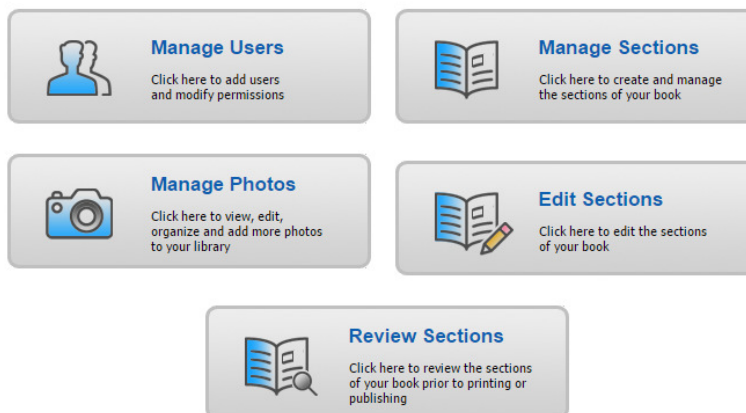 Manage Users
Click here to add users
and modify permissions
Manage Sections
Click here to create and manage
the sections of your book
Manage Photos
Click here to view, edit,
organize and add more photos
to your library
Edit Sections
Click here to edit the sections
of your book
Review Sections
Click here to review the sections
of your book prior to printing or
publishing